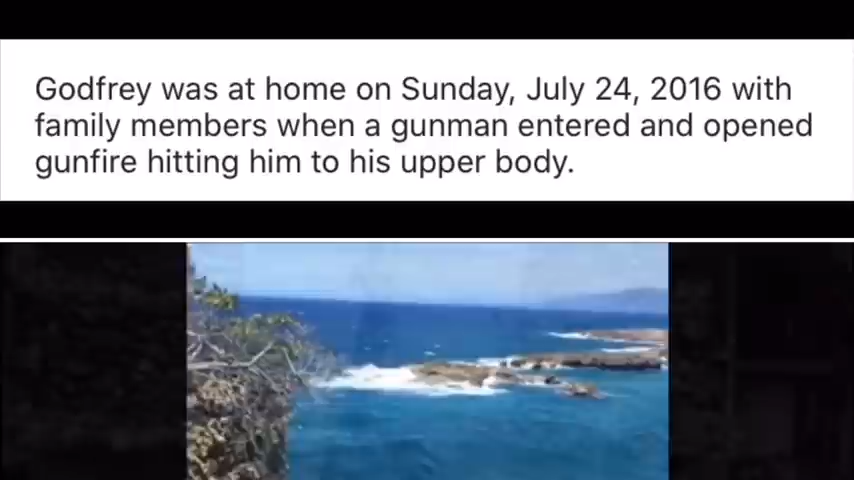 Godfrey was at home on Sunday, July 24, 2016 with
family members when a gunman entered and opened
gunfire hitting him to his upper body.